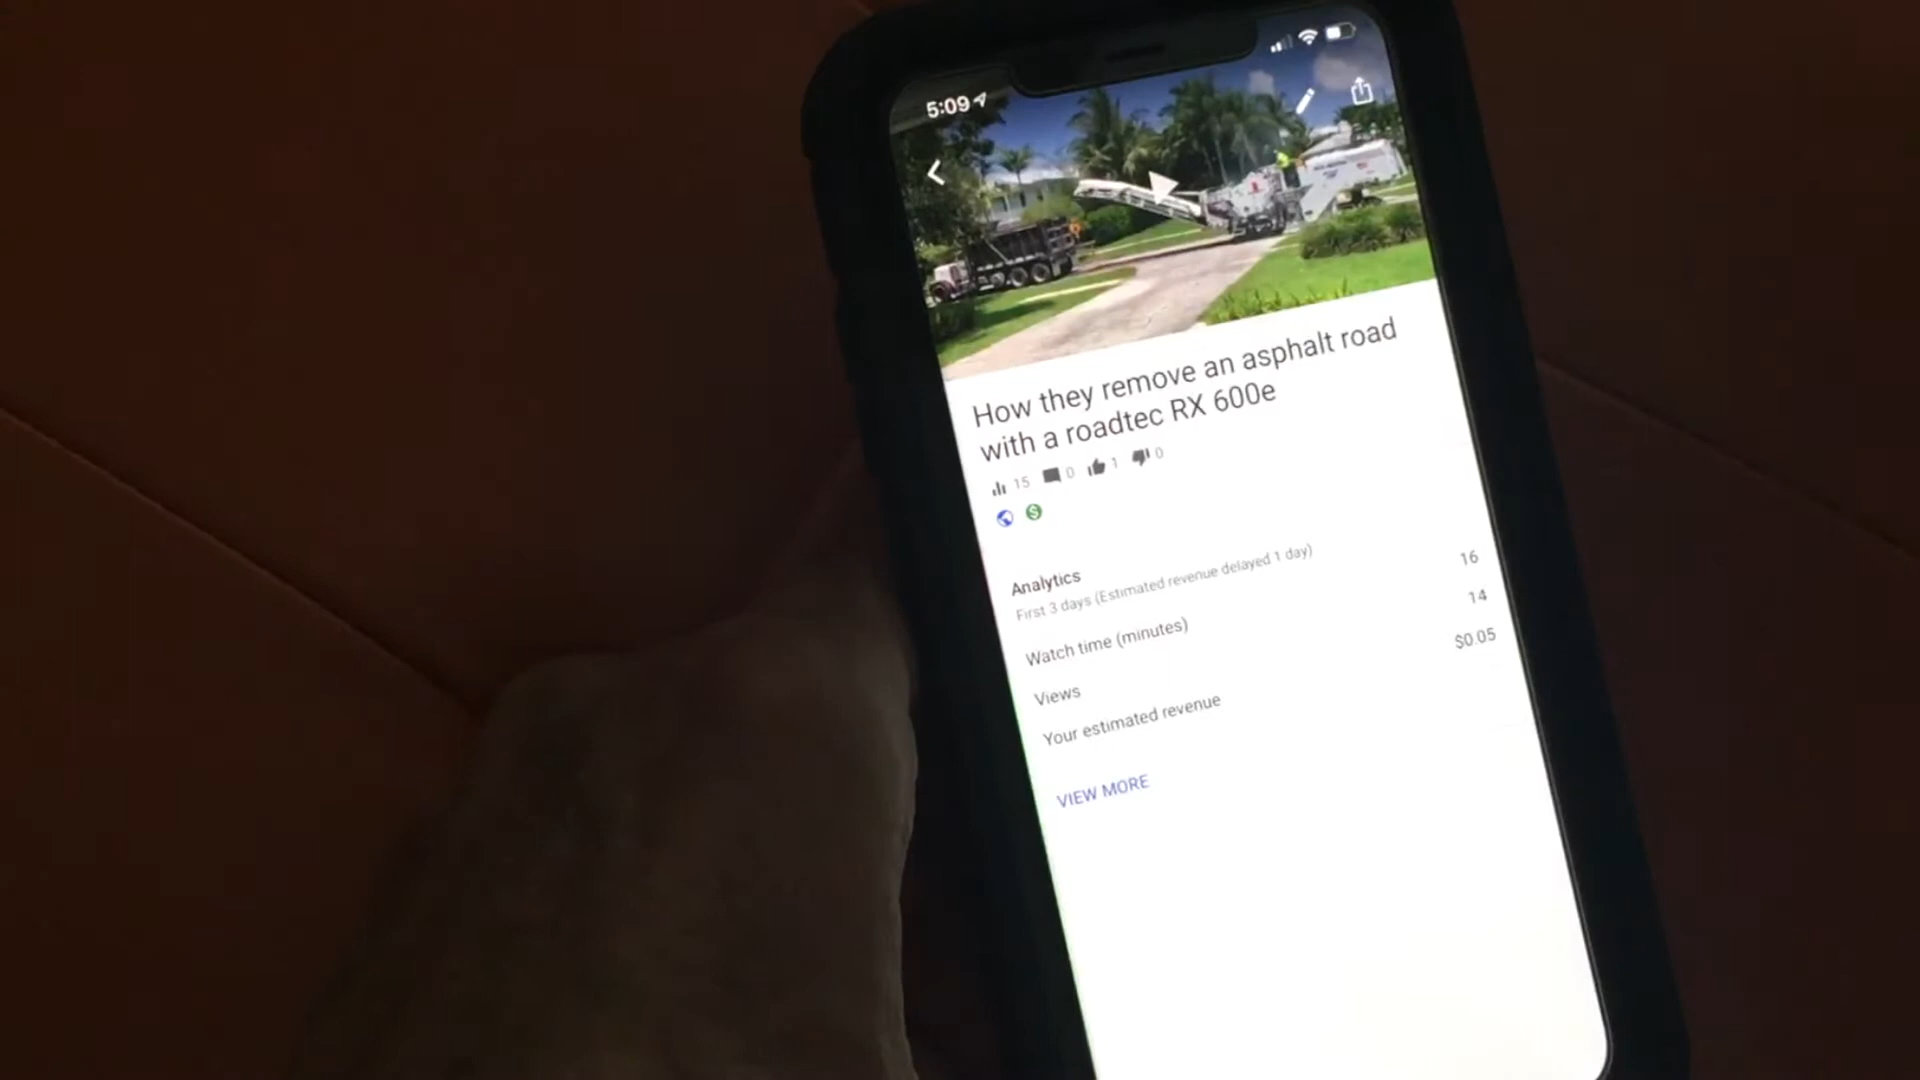 5:09
How they remove an asphalt road
with a roadtec RX 600e
15 0 1 0
Analytics
First 3 days (Estimated revenue delayed 1 day)
Watch time (minutes) 16
Views 14
Your estimated revenue $0.05
VIEW MORE